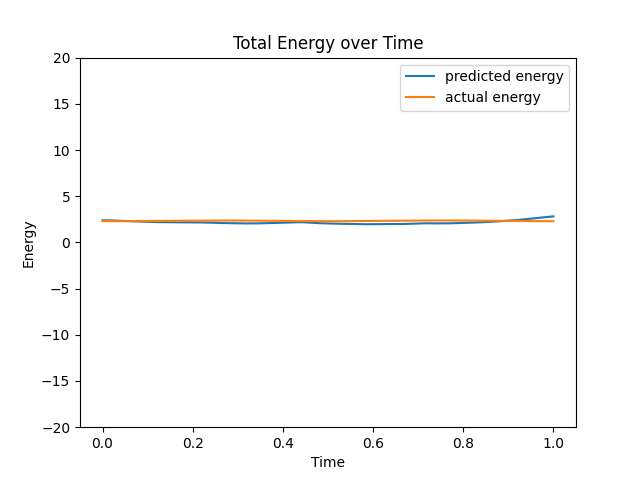 Total Energy over Time
predicted energy
actual energy
20
15
10
5
0
−5
−10
−15
−20
Energy
0.0 0.2 0.4 0.6 0.8 1.0
Time